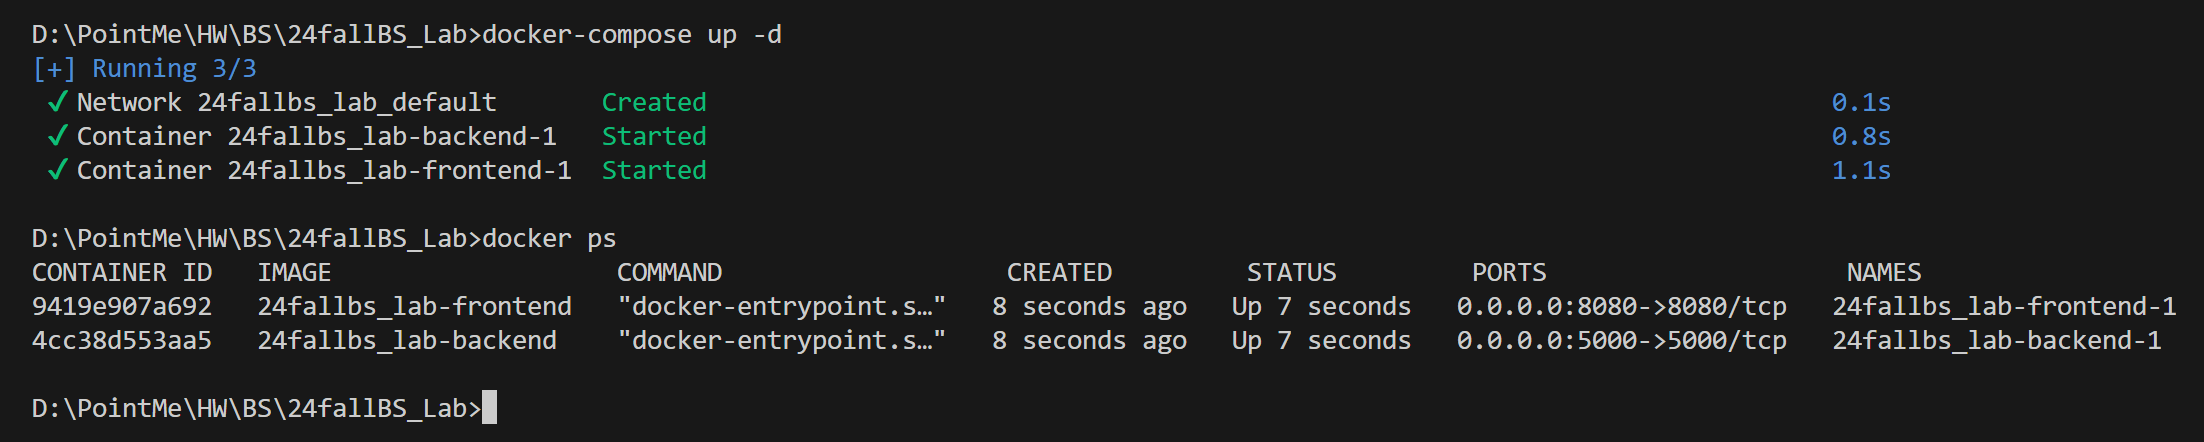 D:\PointMe\HW\BS\24fallBS_Lab>docker-compose up -d
[+] Running 3/3
✔ Network 24fallbs_lab_default Created 0.1s
✔ Container 24fallbs_lab-backend-1 Started 0.8s
✔ Container 24fallbs_lab-frontend-1 Started 1.1s
D:\PointMe\HW\BS\24fallBS_Lab>docker ps
CONTAINER ID IMAGE COMMAND CREATED STATUS PORTS NAMES
9419e907a692 24fallbs_lab-frontend "docker-entrypoint.s…" 8 seconds ago Up 7 seconds 0.0.0.0:8080->8080/tcp 24fallbs_lab-frontend-1
4cc38d553aa5 24fallbs_lab-backend "docker-entrypoint.s…" 8 seconds ago Up 7 seconds 0.0.0.0:5000->5000/tcp 24fallbs_lab-backend-1
D:\PointMe\HW\BS\24fallBS_Lab>